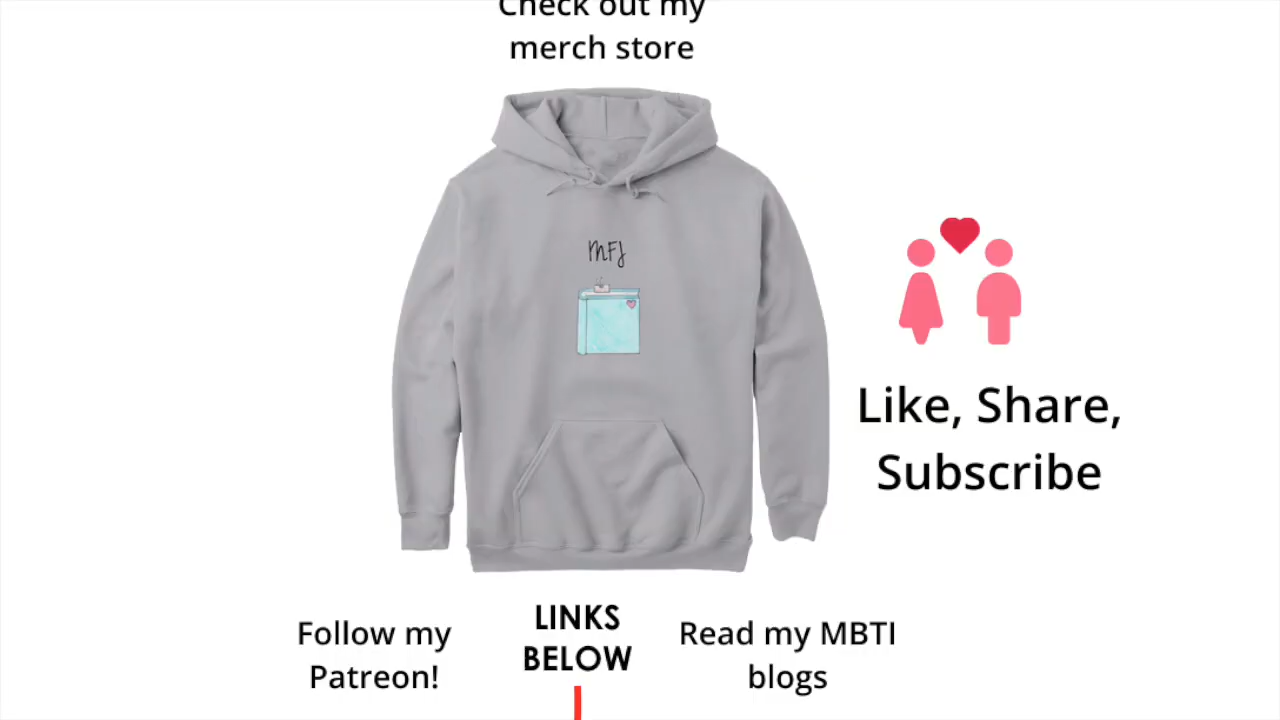 Check out my
merch store
MFJ
Like, Share,
Subscribe
Follow my
Patreon!
LINKS
BELOW
Read my MBTI
blogs